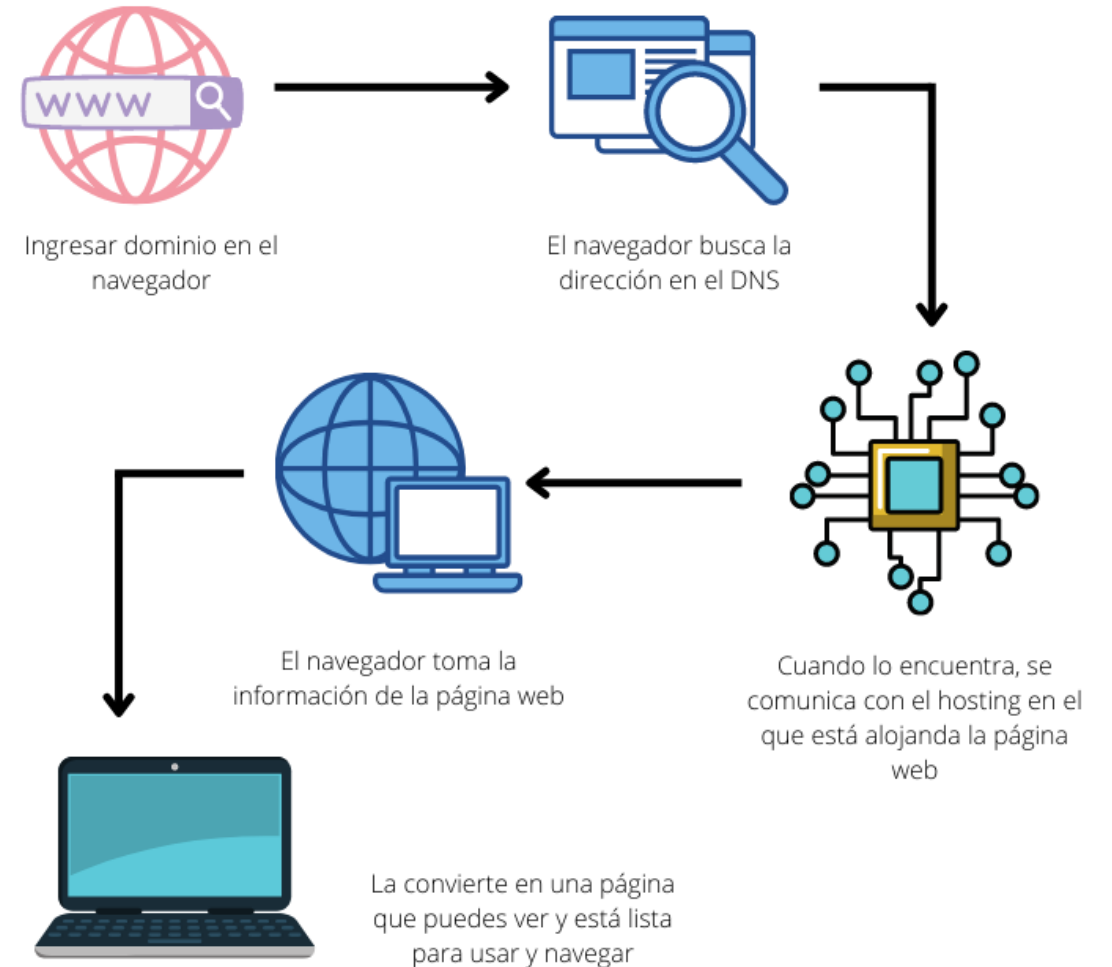 WWW
Ingresar dominio en el
navegador
El navegador busca la
dirección en el DNS
Cuando lo encuentra, se
comunica con el hosting en el
que está alojanda la página
web
El navegador toma la
información de la página web
La convierte en una página
que puedes ver y está lista
para usar y navegar